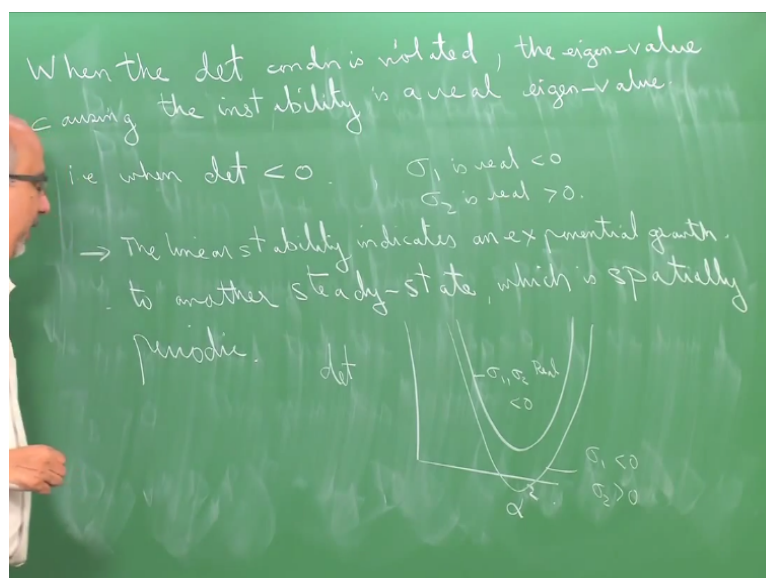 When the det condn is violated, the eigen-value
causing the instability is a real eigen-value.
i.e when det < 0. σ₁ is real < 0
σ₂ is real > 0.
→ The linear stability indicates an exponential growth.
to another steady-state, which is spatially
periodic.
det
σ₁, σ₂ Real
< 0
σ₁ < 0
σ₂ > 0
α²